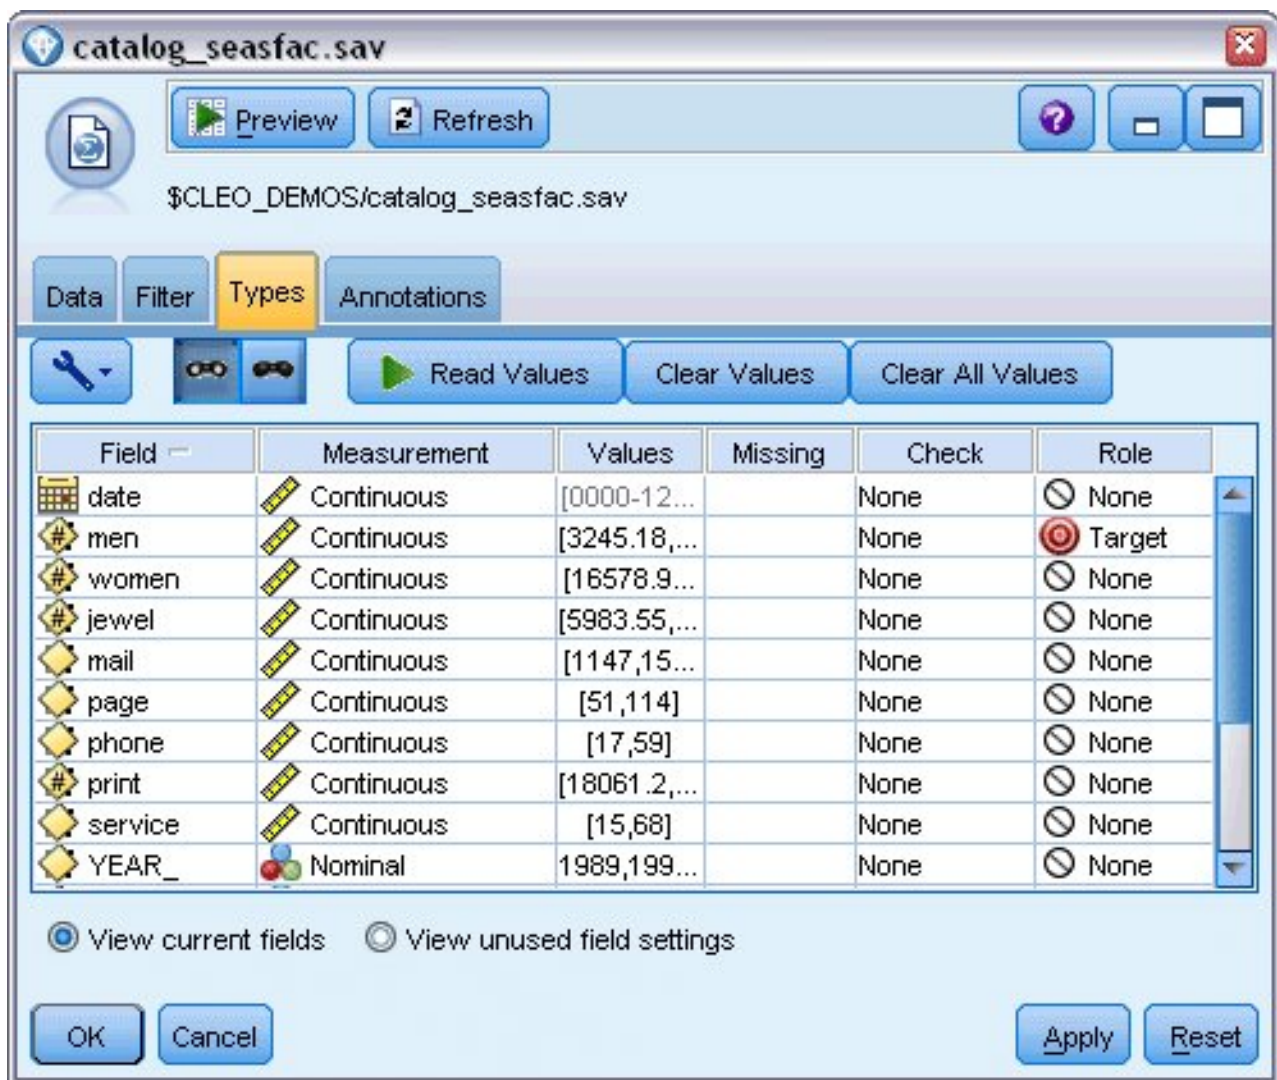 catalog_seasfac.sav
Preview Refresh
$CLEO_DEMOS/catalog_seasfac.sav
Data Filter Types Annotations
Read Values Clear Values Clear All Values
Field Measurement Values Missing Check Role
date Continuous [0000-12... None None
# men Continuous [3245.18,... None Target
# women Continuous [16578.9... None None
# jewel Continuous [5983.55,... None None
mail Continuous [1147,15... None None
page Continuous [51,114] None None
phone Continuous [17,59] None None
# print Continuous [18061.2,... None None
service Continuous [15,68] None None
YEAR_ Nominal 1989,199... None None
View current fields View unused field settings
OK Cancel Apply Reset